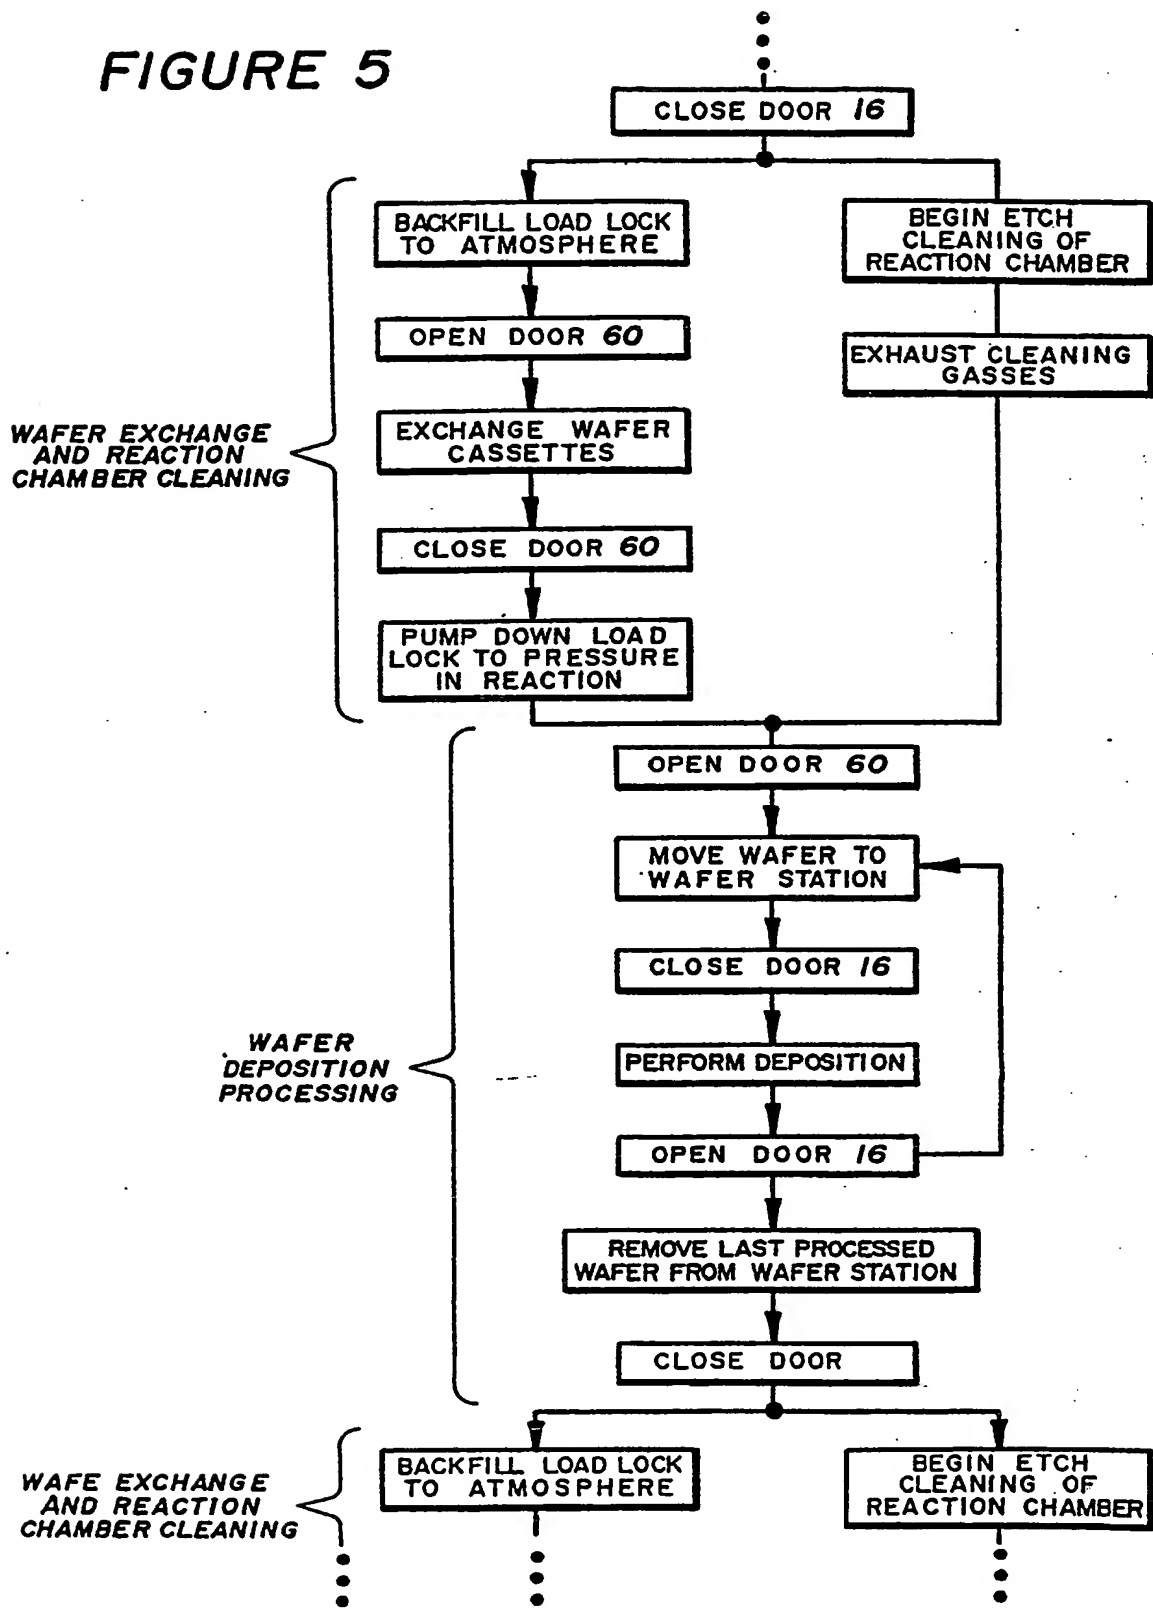 FIGURE 5
CLOSE DOOR 16
BACKFILL LOAD LOCK
TO ATMOSPHERE
BEGIN ETCH
CLEANING OF
REACTION CHAMBER
OPEN DOOR 60
EXHAUST CLEANING
GASSES
EXCHANGE WAFER
CASSETTES
WAFER EXCHANGE
AND REACTION
CHAMBER CLEANING
CLOSE DOOR 60
PUMP DOWN LOAD
LOCK TO PRESSURE
IN REACTION
OPEN DOOR 60
MOVE WAFER TO
WAFER STATION
CLOSE DOOR 16
WAFER
DEPOSITION
PROCESSING
PERFORM DEPOSITION
OPEN DOOR 16
REMOVE LAST PROCESSED
WAFER FROM WAFER STATION
CLOSE DOOR
BACKFILL LOAD LOCK
TO ATMOSPHERE
BEGIN ETCH
CLEANING OF
REACTION CHAMBER
WAFE EXCHANGE
AND REACTION
CHAMBER CLEANING